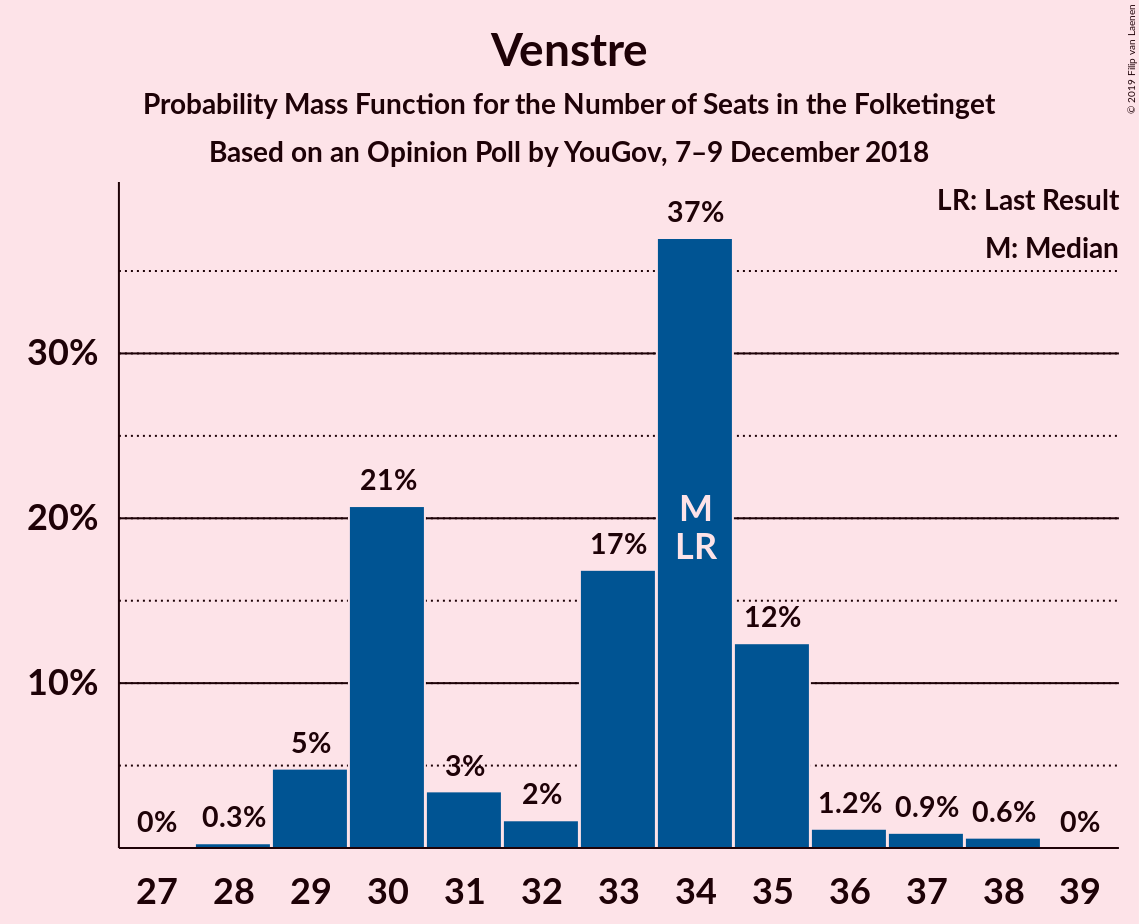 Venstre
Probability Mass Function for the Number of Seats in the Folketinget
Based on an Opinion Poll by YouGov, 7–9 December 2018
© 2019 Filip van Laenen
LR: Last Result
M: Median
30%
20%
10%
0%
0.3%
5%
21%
3%
2%
17%
37%
12%
1.2%
0.9%
0.6%
0%
M
LR
27 28 29 30 31 32 33 34 35 36 37 38 39